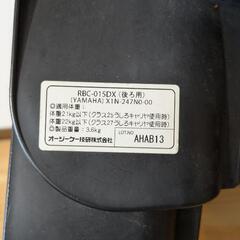 RBC-015DX (後ろ用)
(YAMAHA) X1N-247N0-00
◎適用体重:
体重21kg以下(クラス25うしろキャリヤ使用時)
体重22kg以下(クラス27うしろキャリヤ使用時)
◎製品重量:3.6kg
オージーケー技研株式会社
LOT.NO
AHAB13